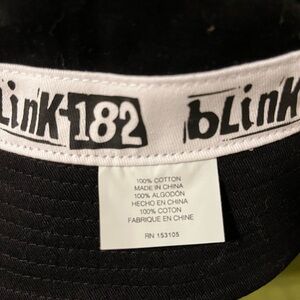 blink-182 blink
100% COTTON
MADE IN CHINA
100% ALGODÓN
HECHO EN CHINA
100% COTON
FABRIQUE EN CHINE
RN 153105